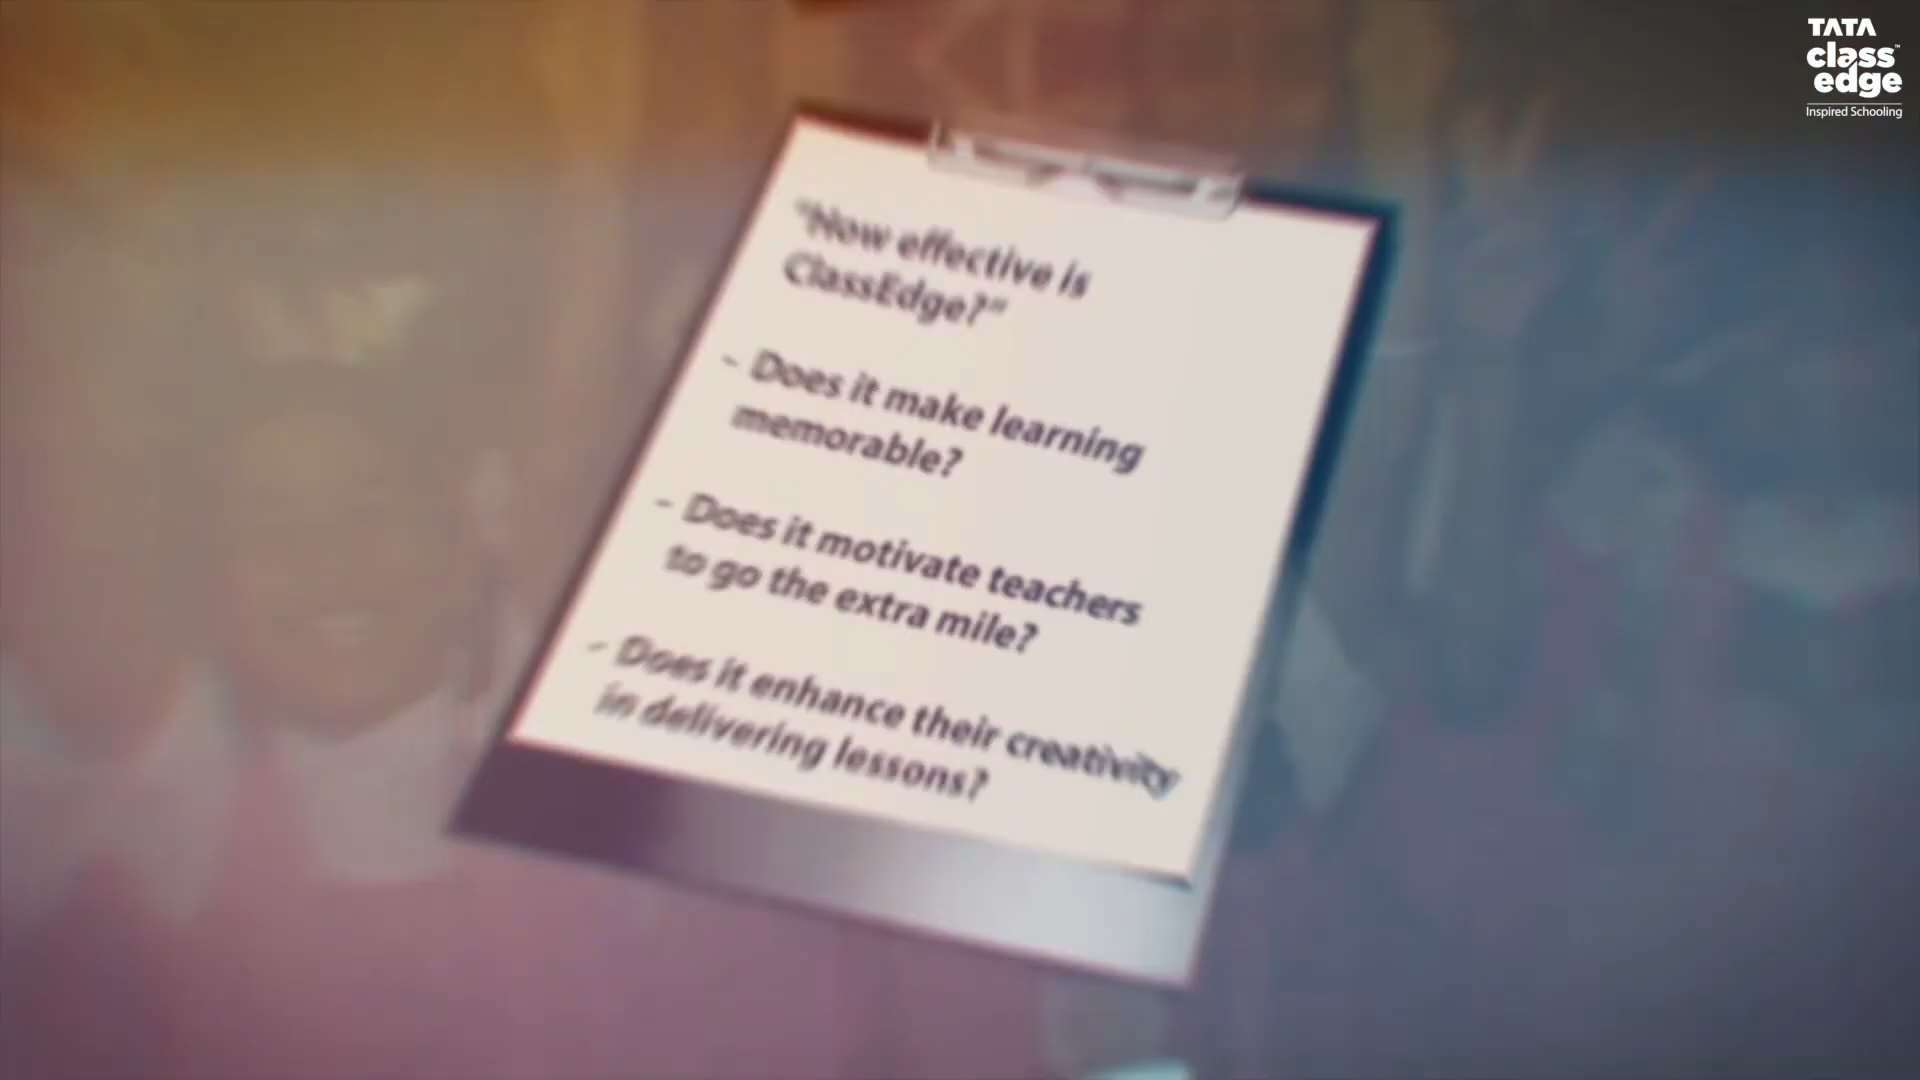 TATA
class™
edge
Inspired Schooling
"How effective is
ClassEdge?"
- Does it make learning
memorable?
- Does it motivate teachers
to go the extra mile?
- Does it enhance their creativity
in delivering lessons?